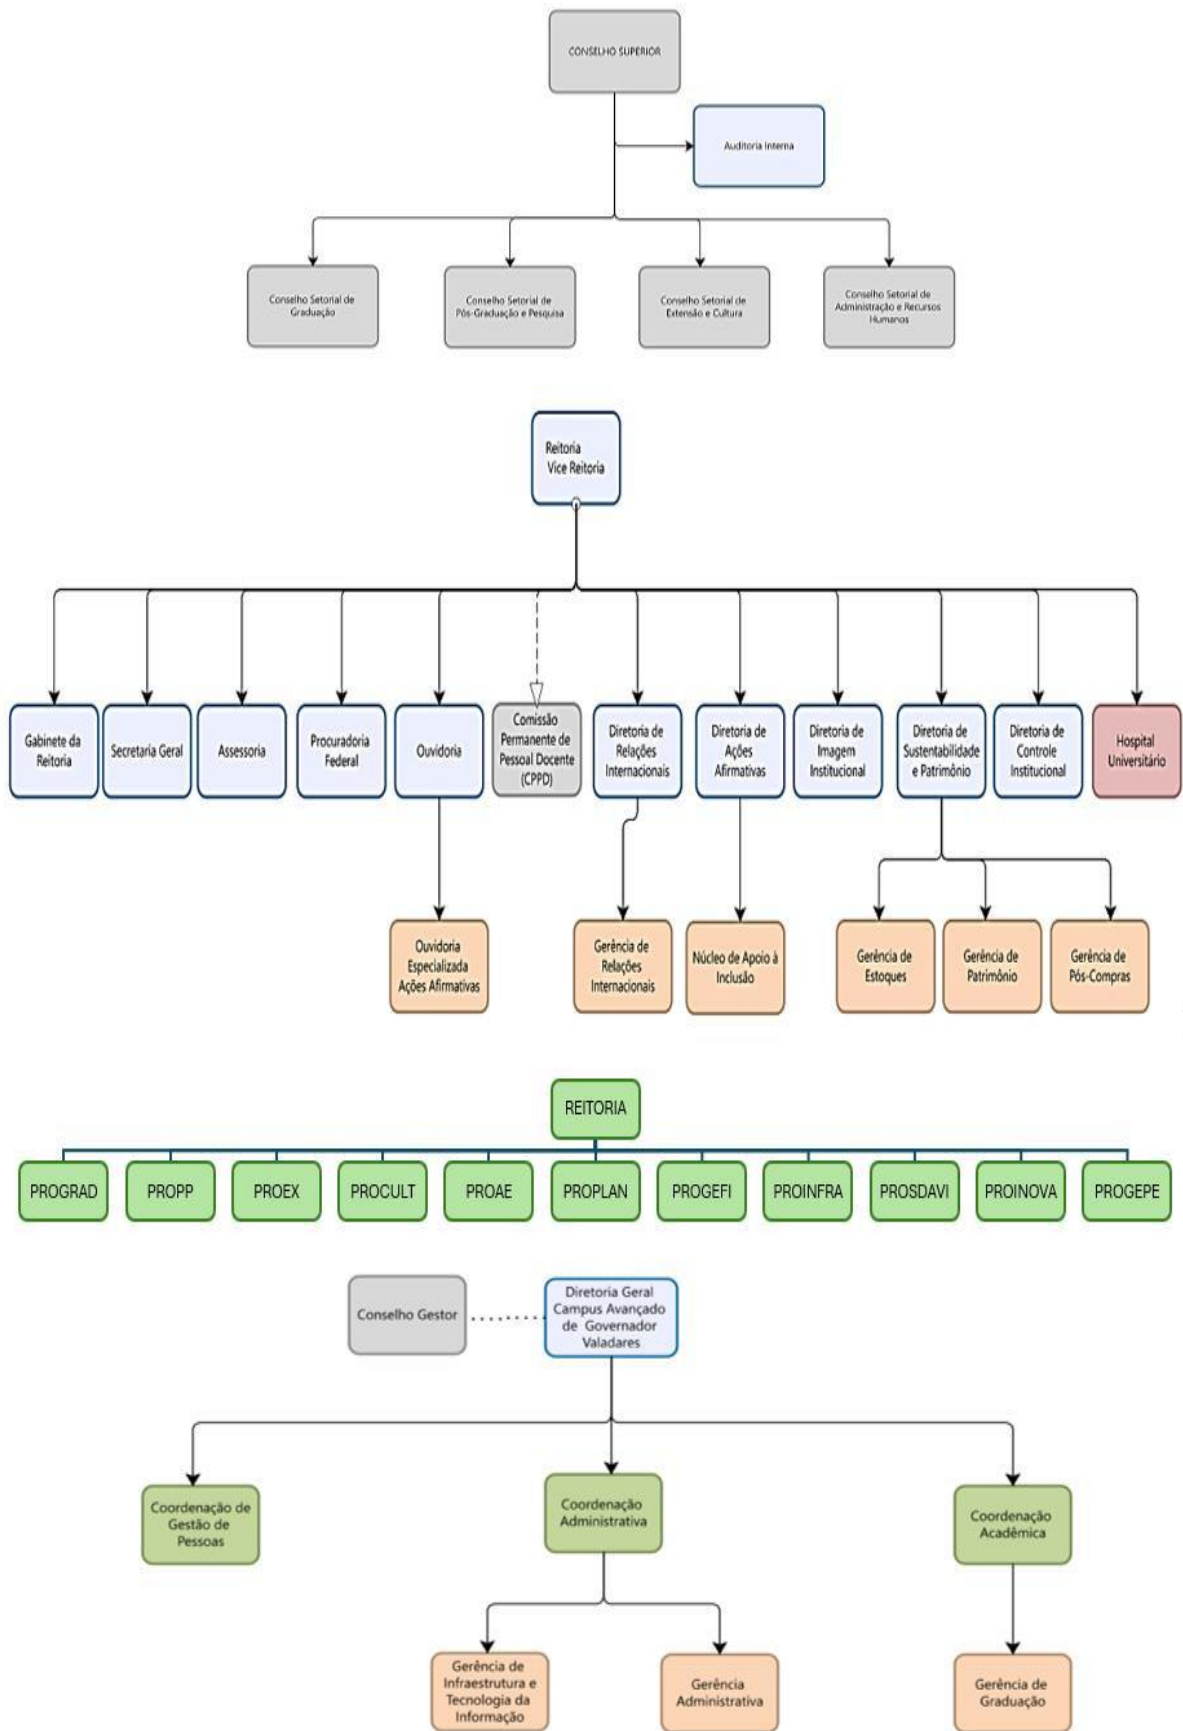 CONSELHO SUPERIOR
Auditoria Interna
Conselho Setorial de
Graduação
Conselho Setorial de
Pós-Graduação e Pesquisa
Conselho Setorial de
Extensão e Cultura
Conselho Setorial de
Administração e Recursos
Humanos
Reitoria
Vice Reitoria
Gabinete da
Reitoria
Secretaria Geral
Assessoria
Procuradoria
Federal
Ouvidoria
Comissão
Permanente de
Pessoal Docente
(CPPD)
Diretoria de
Relações
Internacionais
Diretoria de
Ações
Afirmativas
Diretoria de
Imagem
Institucional
Diretoria de
Sustentabilidade
e Patrimônio
Diretoria de
Controle
Institucional
Hospital
Universitário
Ouvidoria
Especializada
Ações Afirmativas
Gerência de
Relações
Internacionais
Núcleo de Apoio à
Inclusão
Gerência de
Estoques
Gerência de
Patrimônio
Gerência de
Pós-Compras
REITORIA
PROGRAD
PROPP
PROEX
PROCULT
PROAE
PROPLAN
PROGEFI
PROINFRA
PROSDAVI
PROINOVA
PROGEPE
Conselho Gestor
Diretoria Geral
Campus Avançado
de Governador
Valadares
Coordenação de
Gestão de
Pessoas
Coordenação
Administrativa
Coordenação
Acadêmica
Gerência de
Infraestrutura e
Tecnologia da
Informação
Gerência
Administrativa
Gerência de
Graduação